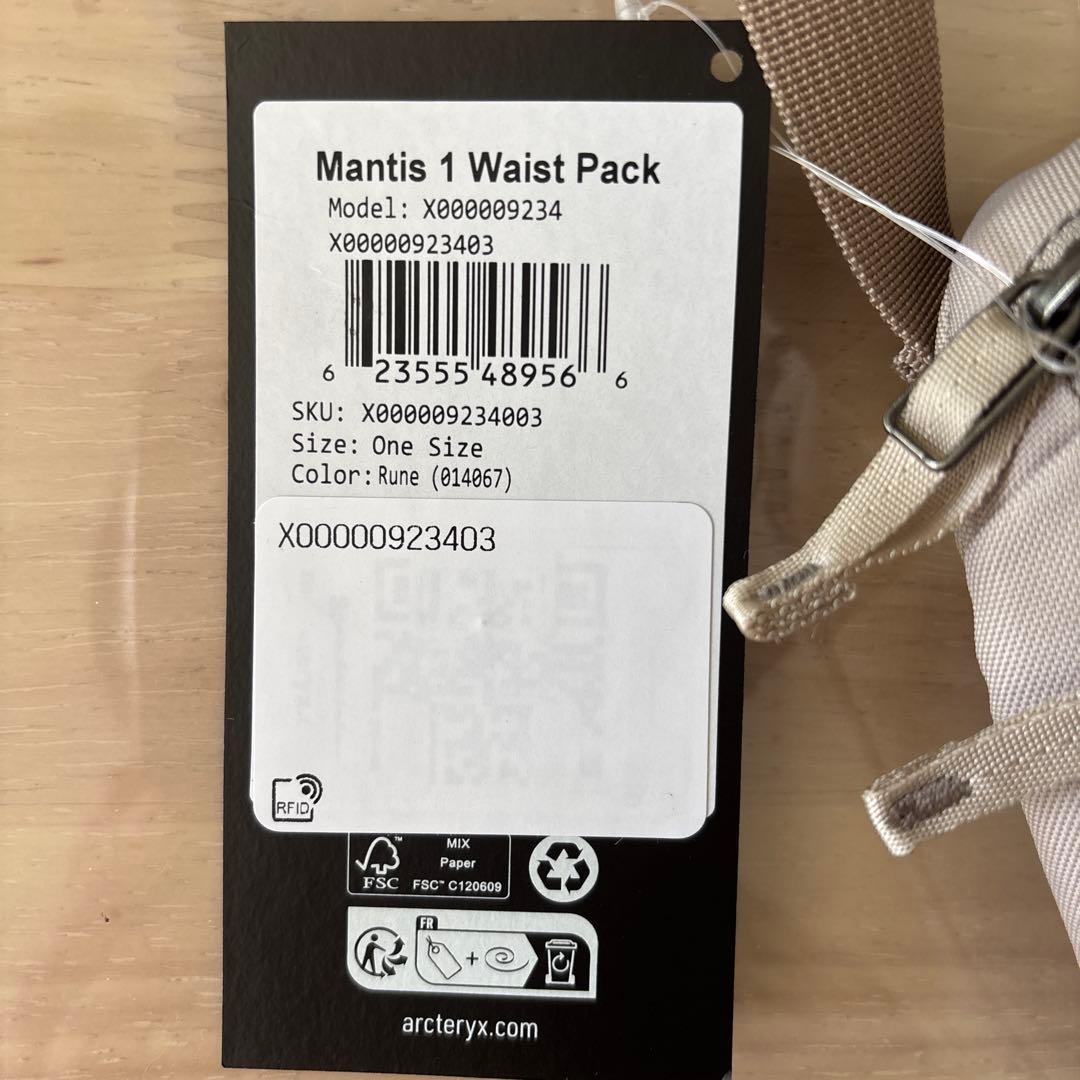 Mantis 1 Waist Pack
Model: X000009234
X00000923403
6 23555 48956 6
SKU: X000009234003
Size: One Size
Color: Rune (014067)
X00000923403
RFID
FSC™
MIX
Paper
FSC™ C120609
FR
+
arcteryx.com